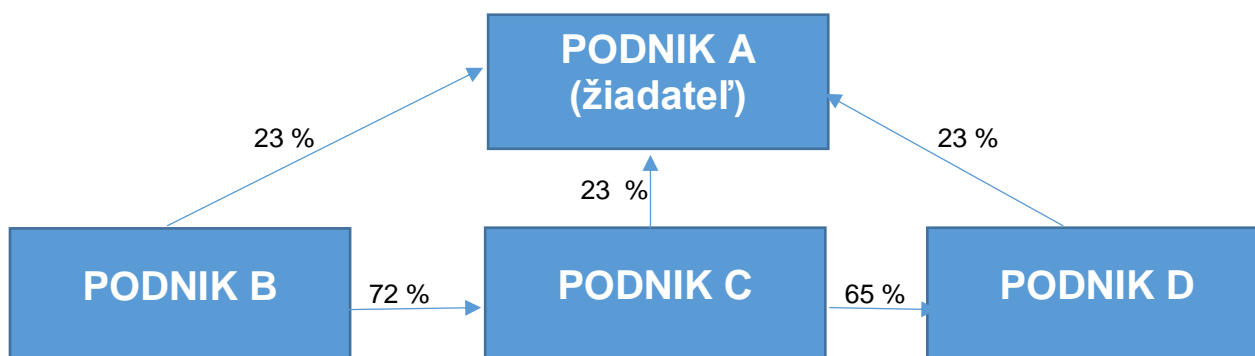 PODNIK A
(žiadateľ)
23 %
23 %
23 %
PODNIK B
72 %
PODNIK C
65 %
PODNIK D